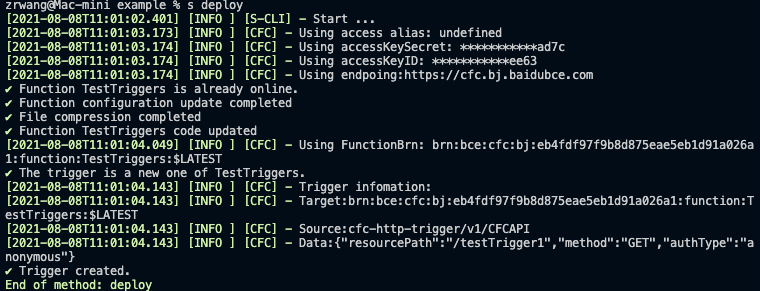 zrwang@Mac-mini example % s deploy
[2021-08-08T11:01:02.401] [INFO ] [S-CLI] - Start ...
[2021-08-08T11:01:03.173] [INFO ] [CFC] - Using access alias: undefined
[2021-08-08T11:01:03.174] [INFO ] [CFC] - Using accessKeySecret: ************ad7c
[2021-08-08T11:01:03.174] [INFO ] [CFC] - Using accessKeyID: ************ee63
[2021-08-08T11:01:03.174] [INFO ] [CFC] - Using endpoing:https://cfc.bj.baidubce.com
✔ Function TestTriggers is already online.
✔ Function configuration update completed
✔ File compression completed
✔ Function TestTriggers code updated
[2021-08-08T11:01:04.049] [INFO ] [CFC] - Using FunctionBrn: brn:bce:cfc:bj:eb4fdf97f9b8d875eae5eb1d91a026a
1:function:TestTriggers:$LATEST
✔ The trigger is a new one of TestTriggers.
[2021-08-08T11:01:04.143] [INFO ] [CFC] - Trigger infomation:
[2021-08-08T11:01:04.143] [INFO ] [CFC] - Target:brn:bce:cfc:bj:eb4fdf97f9b8d875eae5eb1d91a026a1:function:T
estTriggers:$LATEST
[2021-08-08T11:01:04.143] [INFO ] [CFC] - Source:cfc-http-trigger/v1/CFCAPI
[2021-08-08T11:01:04.143] [INFO ] [CFC] - Data:{"resourcePath":"/testTrigger1","method":"GET","authType":"a
nonymous"}
✔ Trigger created.
End of method: deploy